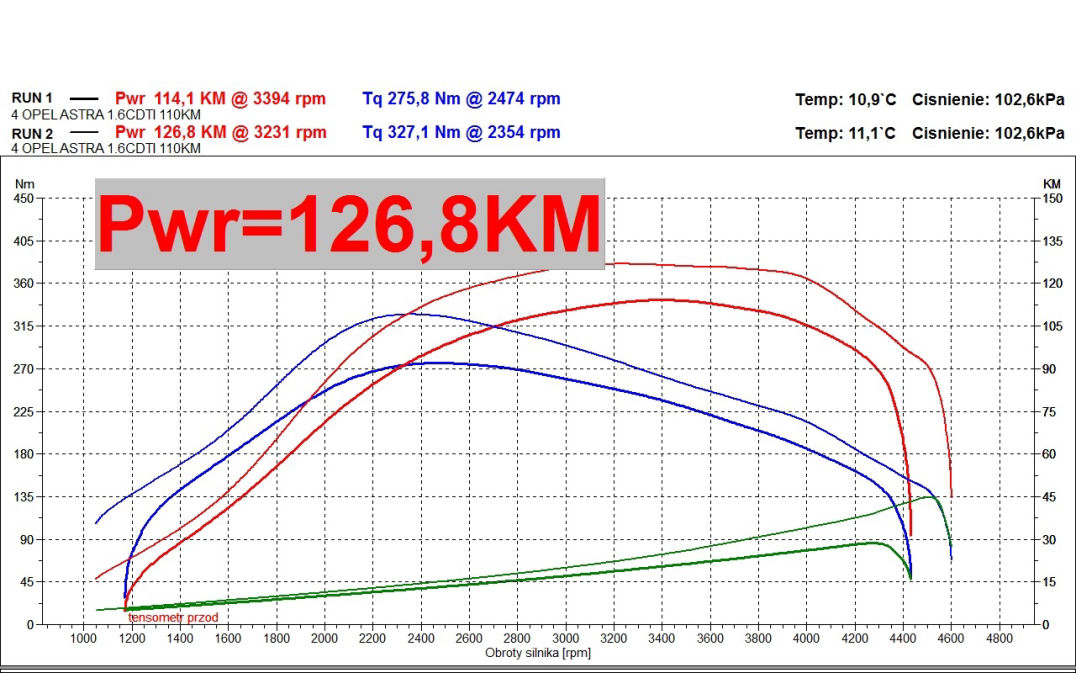 RUN 1 Pwr 114,1 KM @ 3394 rpm Tq 275,8 Nm @ 2474 rpm Temp: 10,9`C Cisnienie: 102,6kPa
4 OPEL ASTRA 1.6CDTI 110KM
RUN 2 Pwr 126,8 KM @ 3231 rpm Tq 327,1 Nm @ 2354 rpm Temp: 11,1`C Cisnienie: 102,6kPa
4 OPEL ASTRA 1.6CDTI 110KM
Nm KM
Pwr=126,8KM
450 150
405 135
360 120
315 105
270 90
225 75
180 60
135 45
90 30
45 15
tensometr przod
0 0
1000 1200 1400 1600 1800 2000 2200 2400 2600 2800 3000 3200 3400 3600 3800 4000 4200 4400 4600 4800
Obroty silnika [rpm]